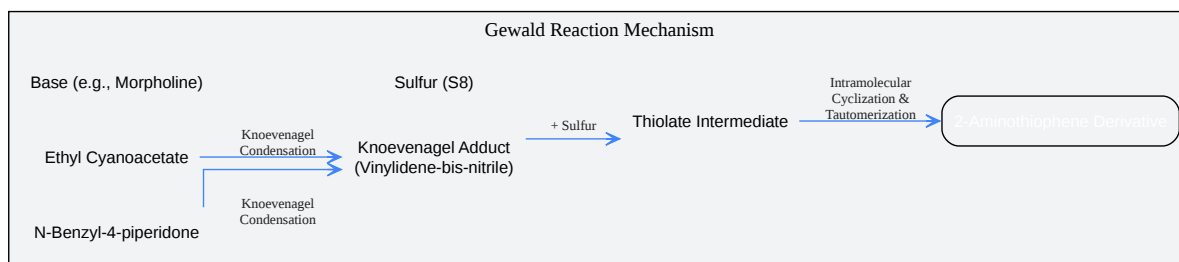 Gewald Reaction Mechanism
Base (e.g., Morpholine)
Sulfur (S8)
Ethyl Cyanoacetate
N-Benzyl-4-piperidone
Knoevenagel
Condensation
Knoevenagel
Condensation
Knoevenagel Adduct
(Vinylidene-bis-nitrile)
+ Sulfur
Thiolate Intermediate
Intramolecular
Cyclization &
Tautomerization
2-Aminothiophene Derivative